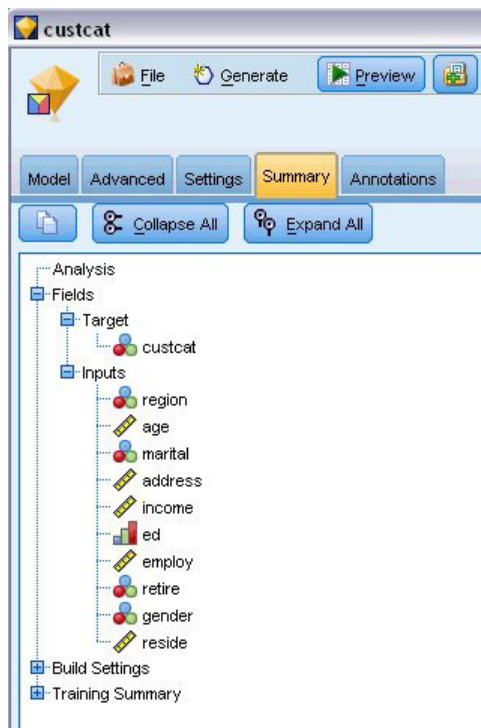 custcat
File Generate Preview
Model Advanced Settings Summary Annotations
Collapse All Expand All
Analysis
Fields
Target
custcat
Inputs
region
age
marital
address
income
ed
employ
retire
gender
reside
Build Settings
Training Summary